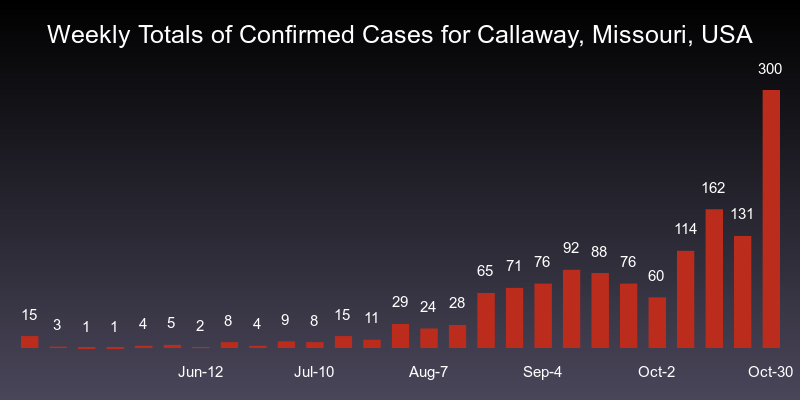 Weekly Totals of Confirmed Cases for Callaway, Missouri, USA
15 3 1 1 4 5 2 8 4 9 8 15 11 29 24 28 65 71 76 92 88 76 60 114 162 131 300
Jun-12 Jul-10 Aug-7 Sep-4 Oct-2 Oct-30